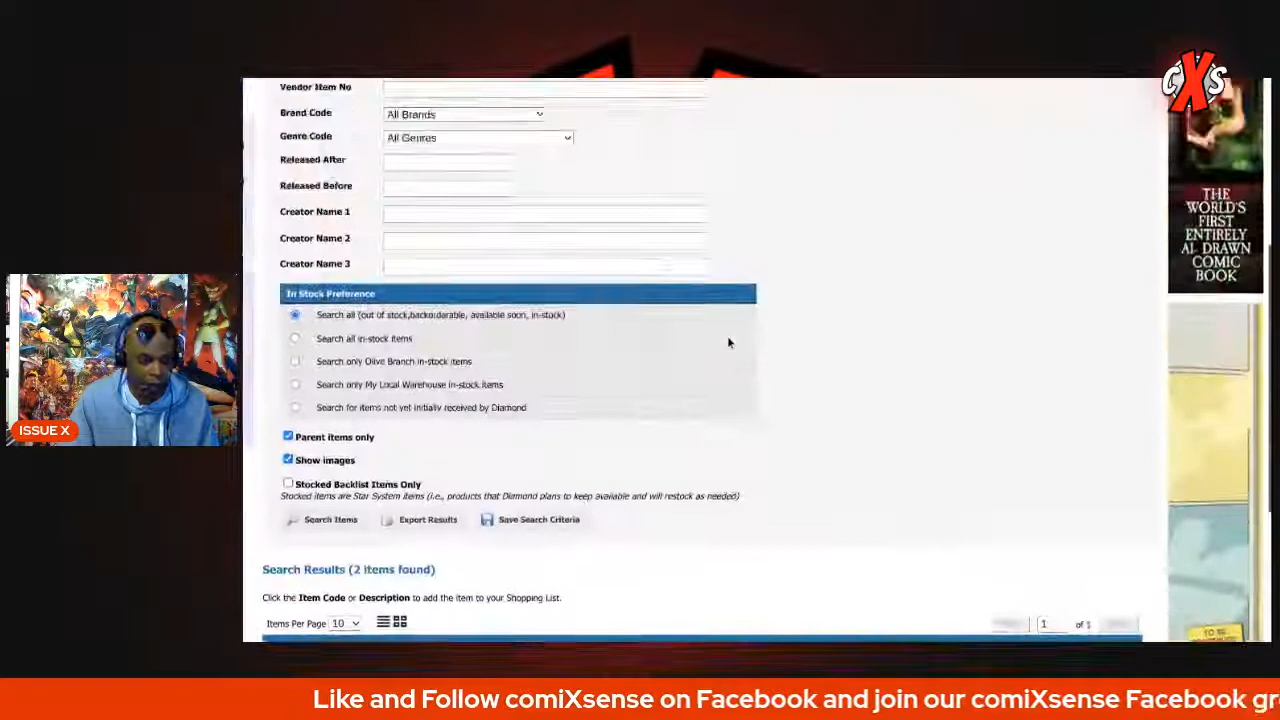 CXS
Vendor Item No
Brand Code All Brands
Genre Code All Genres
Released After
Released Before
Creator Name 1
Creator Name 2
Creator Name 3
In Stock Preference
Search all (out of stock,backorderable, available soon, in-stock)
Search all in-stock items
Search only Olive Branch in-stock items
Search only My Local Warehouse in-stock items
Search for items not yet initially received by Diamond
Parent items only
Show images
Stocked Backlist Items Only
Stocked items are Star System items (i.e., products that Diamond plans to keep available and will restock as needed)
Search Items Export Results Save Search Criteria
Search Results (2 items found)
Click the Item Code or Description to add the item to your Shopping List.
Items Per Page 10 1 of 1
THE
WORLD'S
FIRST
ENTIRELY
AI DRAWN
COMIC
BOOK
TO BE
ISSUE X
Like and Follow comiXsense on Facebook and join our comiXsense Facebook gr